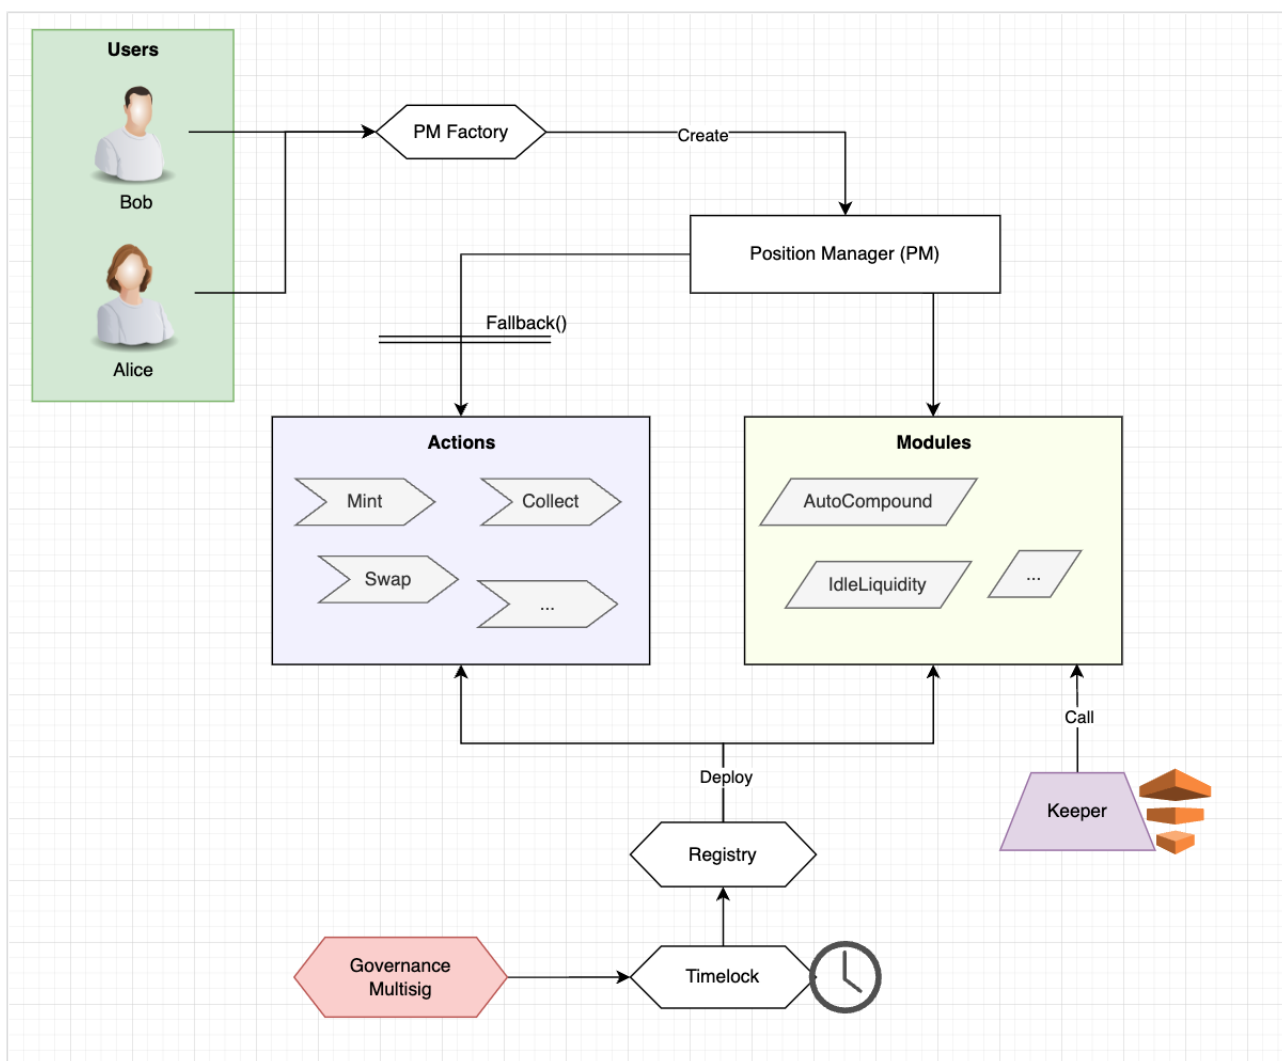 Users
Bob
Alice
PM Factory
Create
Position Manager (PM)
Fallback()
Actions
Mint
Collect
Swap
...
Modules
AutoCompound
IdleLiquidity
...
Call
Deploy
Keeper
Registry
Governance
Multisig
Timelock